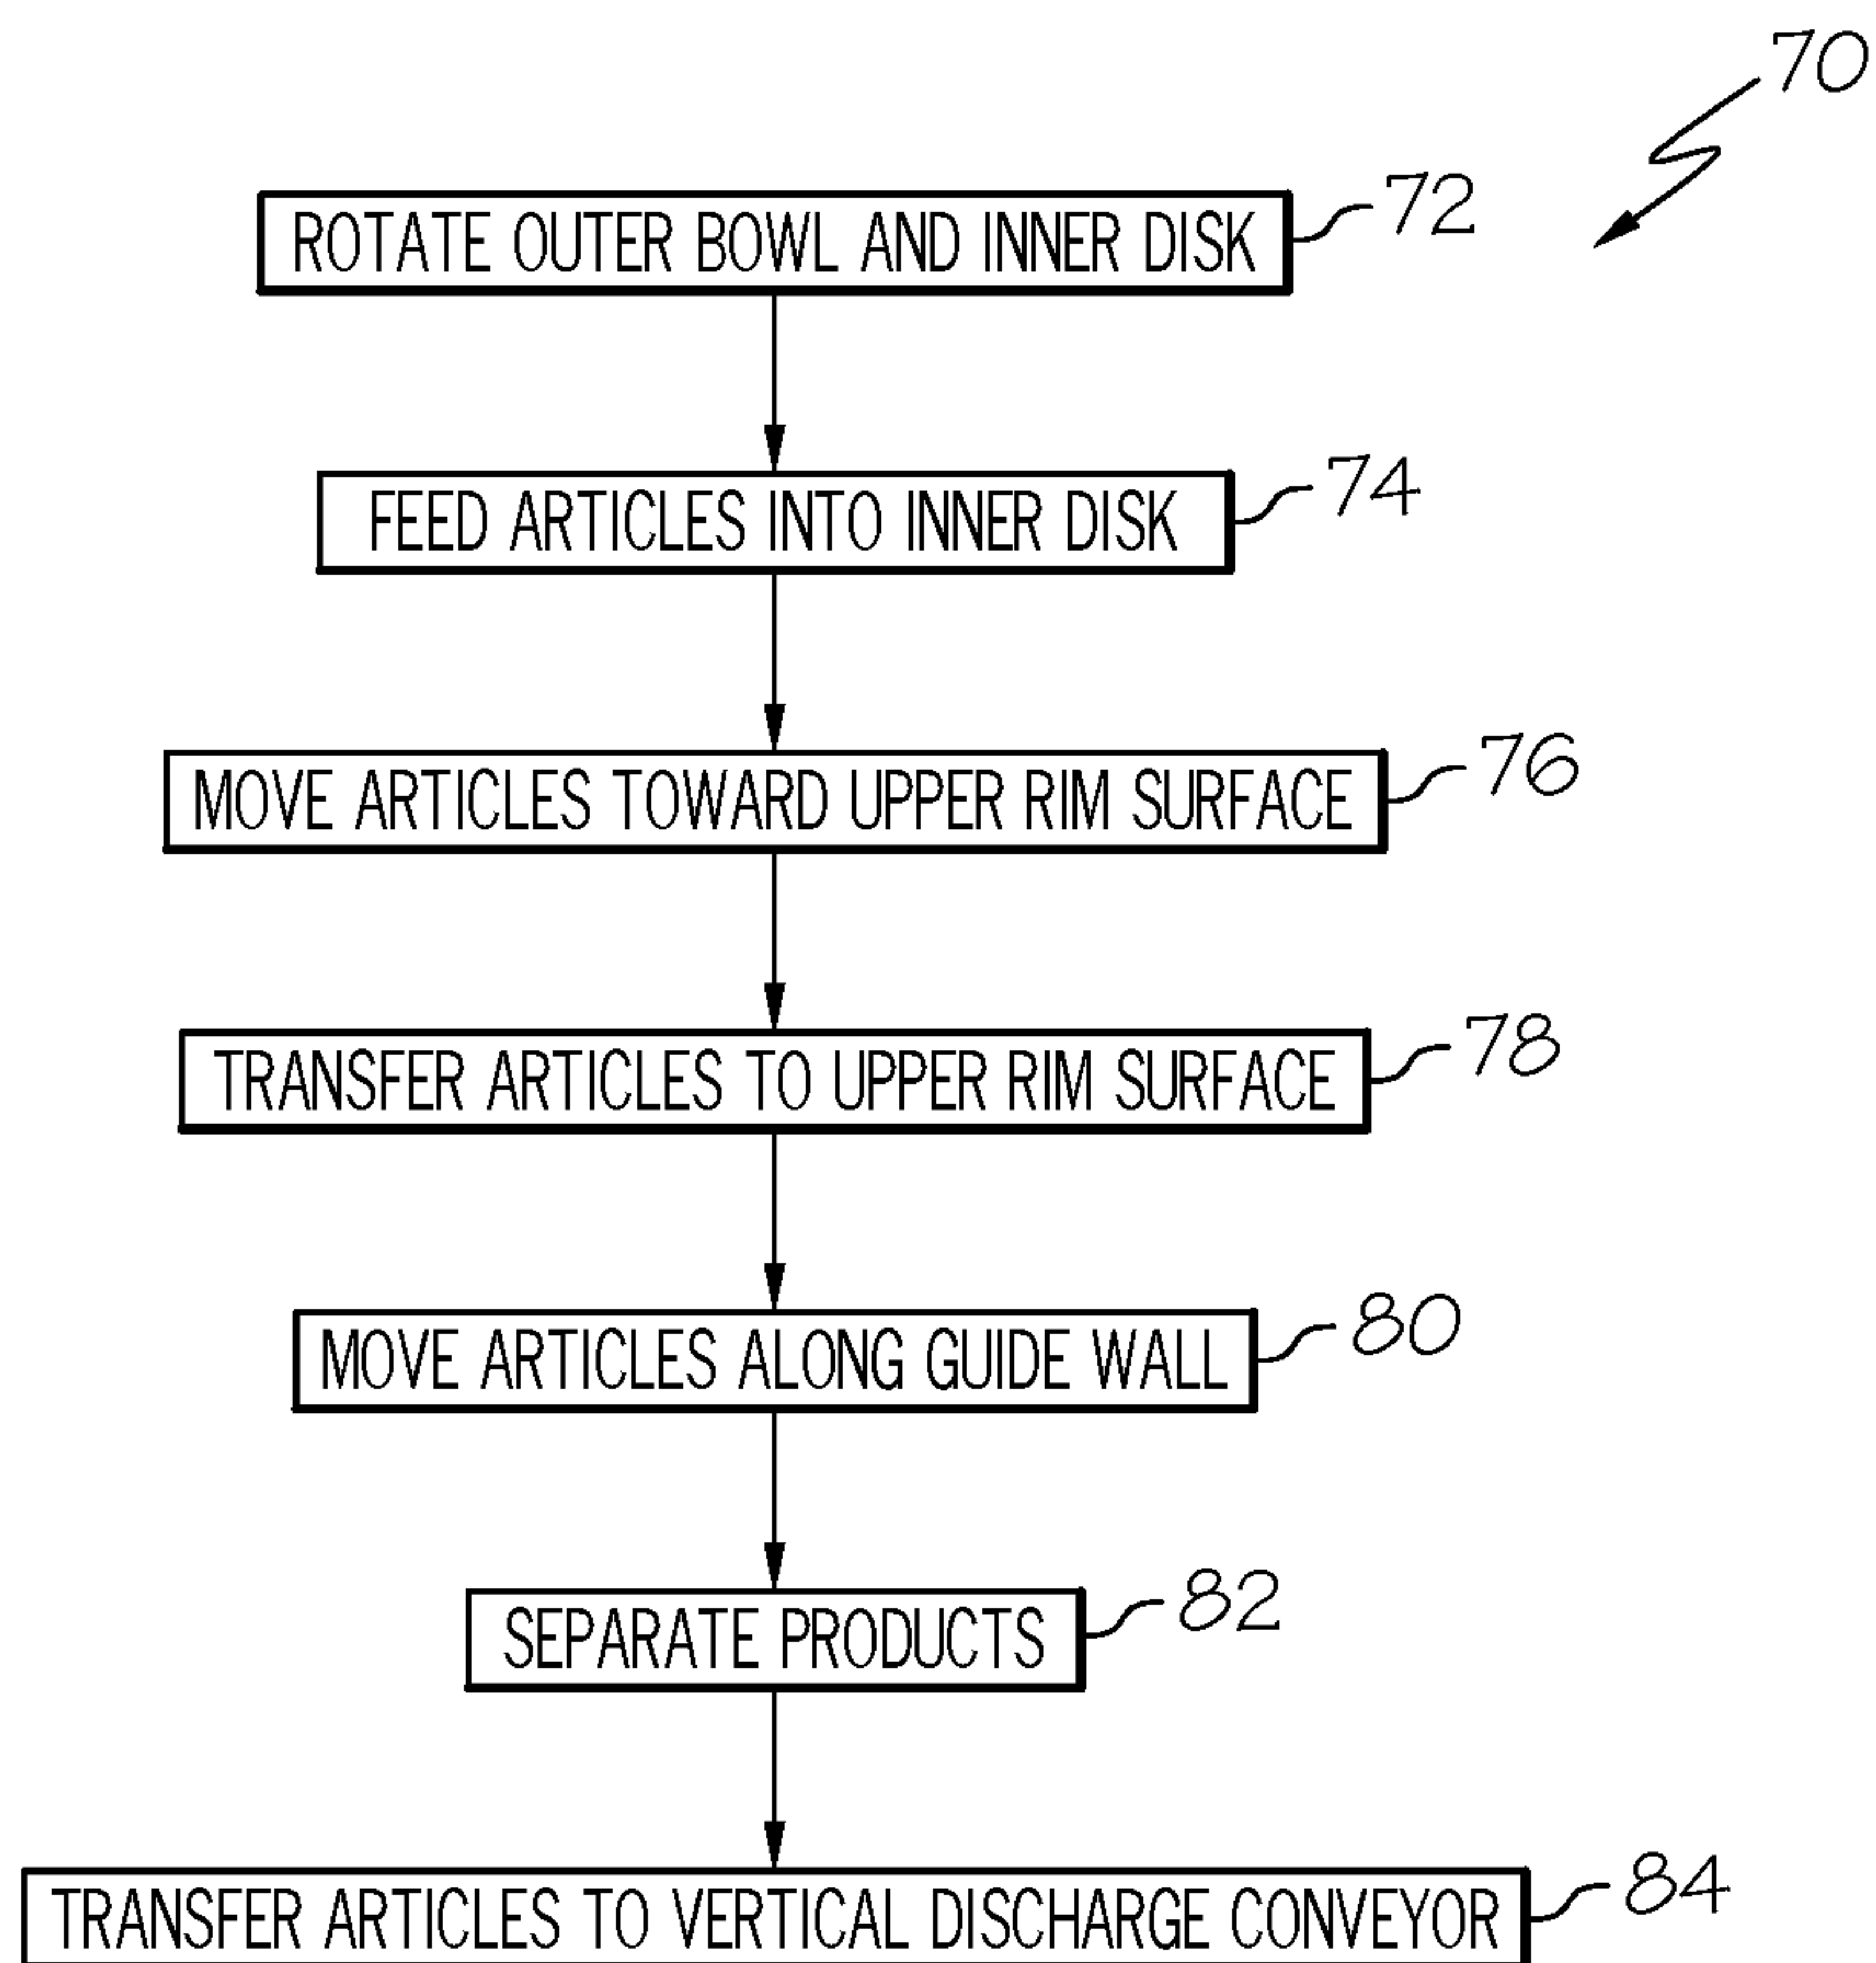 70
ROTATE OUTER BOWL AND INNER DISK 72
FEED ARTICLES INTO INNER DISK 74
MOVE ARTICLES TOWARD UPPER RIM SURFACE 76
TRANSFER ARTICLES TO UPPER RIM SURFACE 78
MOVE ARTICLES ALONG GUIDE WALL 80
SEPARATE PRODUCTS 82
TRANSFER ARTICLES TO VERTICAL DISCHARGE CONVEYOR 84